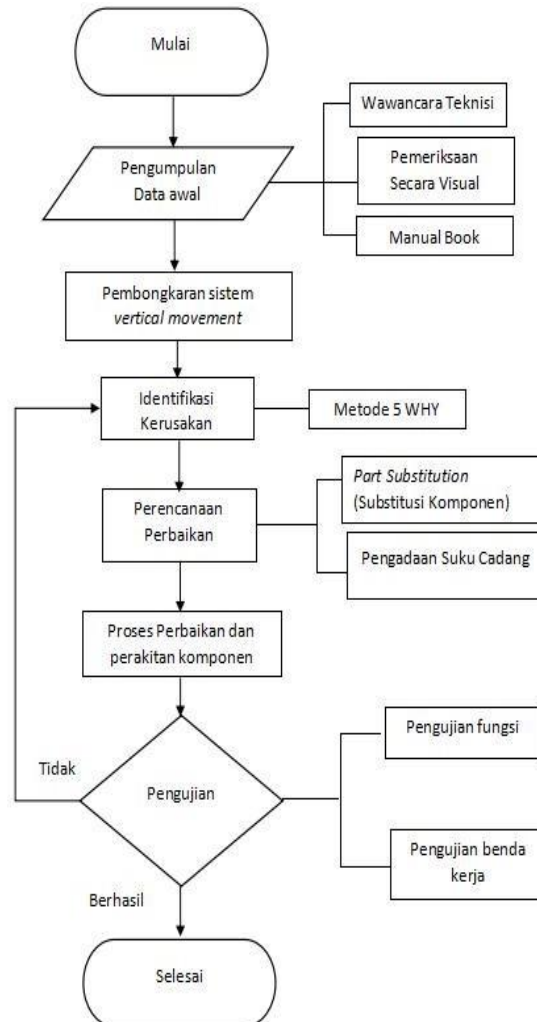 Mulai
Wawancara Teknisi
Pengumpulan
Data awal
Pemeriksaan
Secara Visual
Manual Book
Pembongkaran sistem
vertical movement
Identifikasi
Kerusakan
Metode 5 WHY
Perencanaan
Perbaikan
Part Substitution
(Substitusi Komponen)
Pengadaan Suku Cadang
Proses Perbaikan dan
perakitan komponen
Pengujian fungsi
Tidak
Pengujian
Pengujian benda
kerja
Berhasil
Selesai